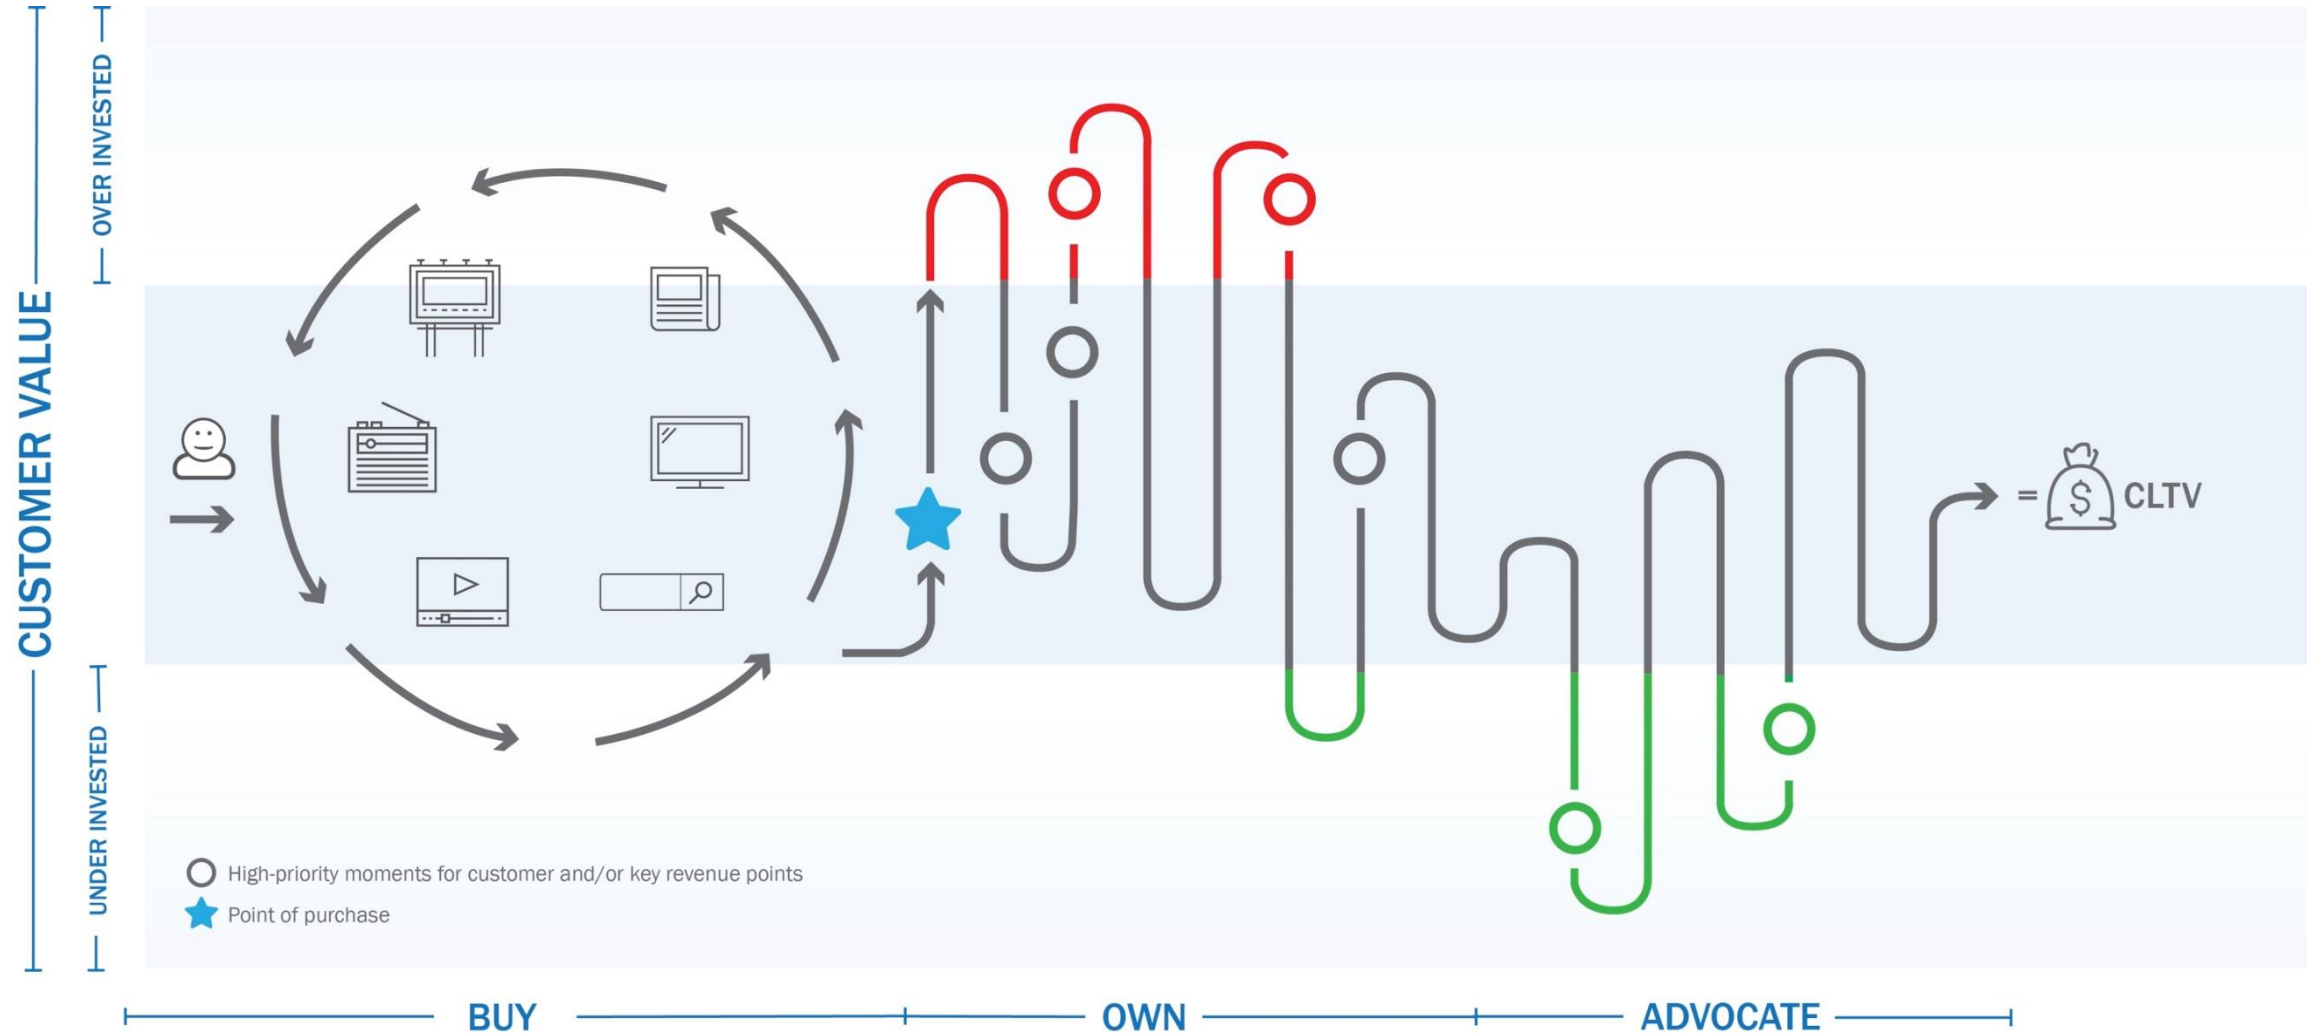 CUSTOMER VALUE
OVER INVESTED
UNDER INVESTED
$
= CLTV
High-priority moments for customer and/or key revenue points
Point of purchase
BUY
OWN
ADVOCATE